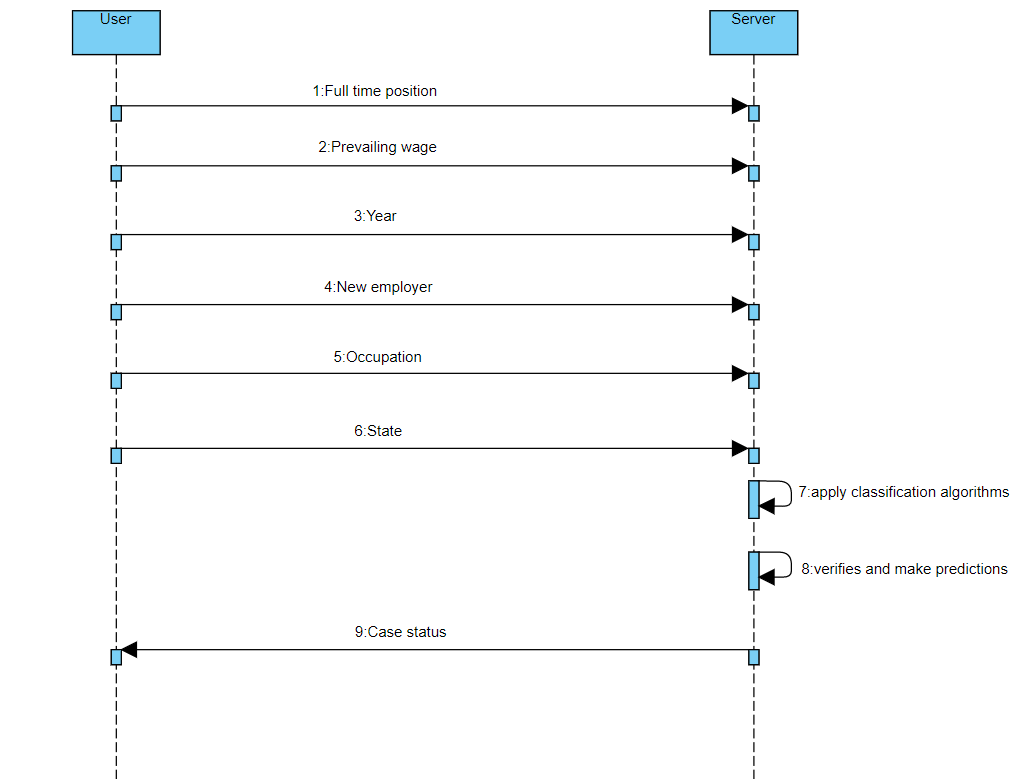 User
Server
1:Full time position
2:Prevailing wage
3:Year
4:New employer
5:Occupation
6:State
7:apply classification algorithms
8:verifies and make predictions
9:Case status